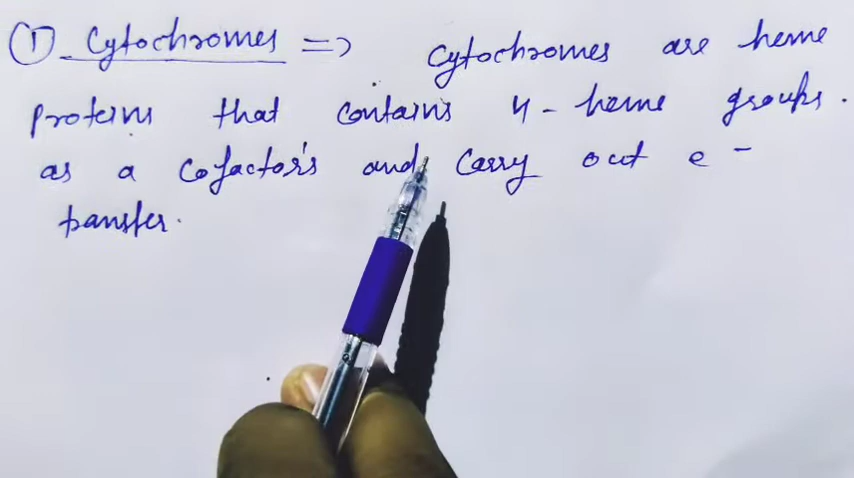 ① Cytochromes => Cytochromes are heme
proteins that contains 4 - heme groups.
as a cofactor's and carry out e -
transfer.